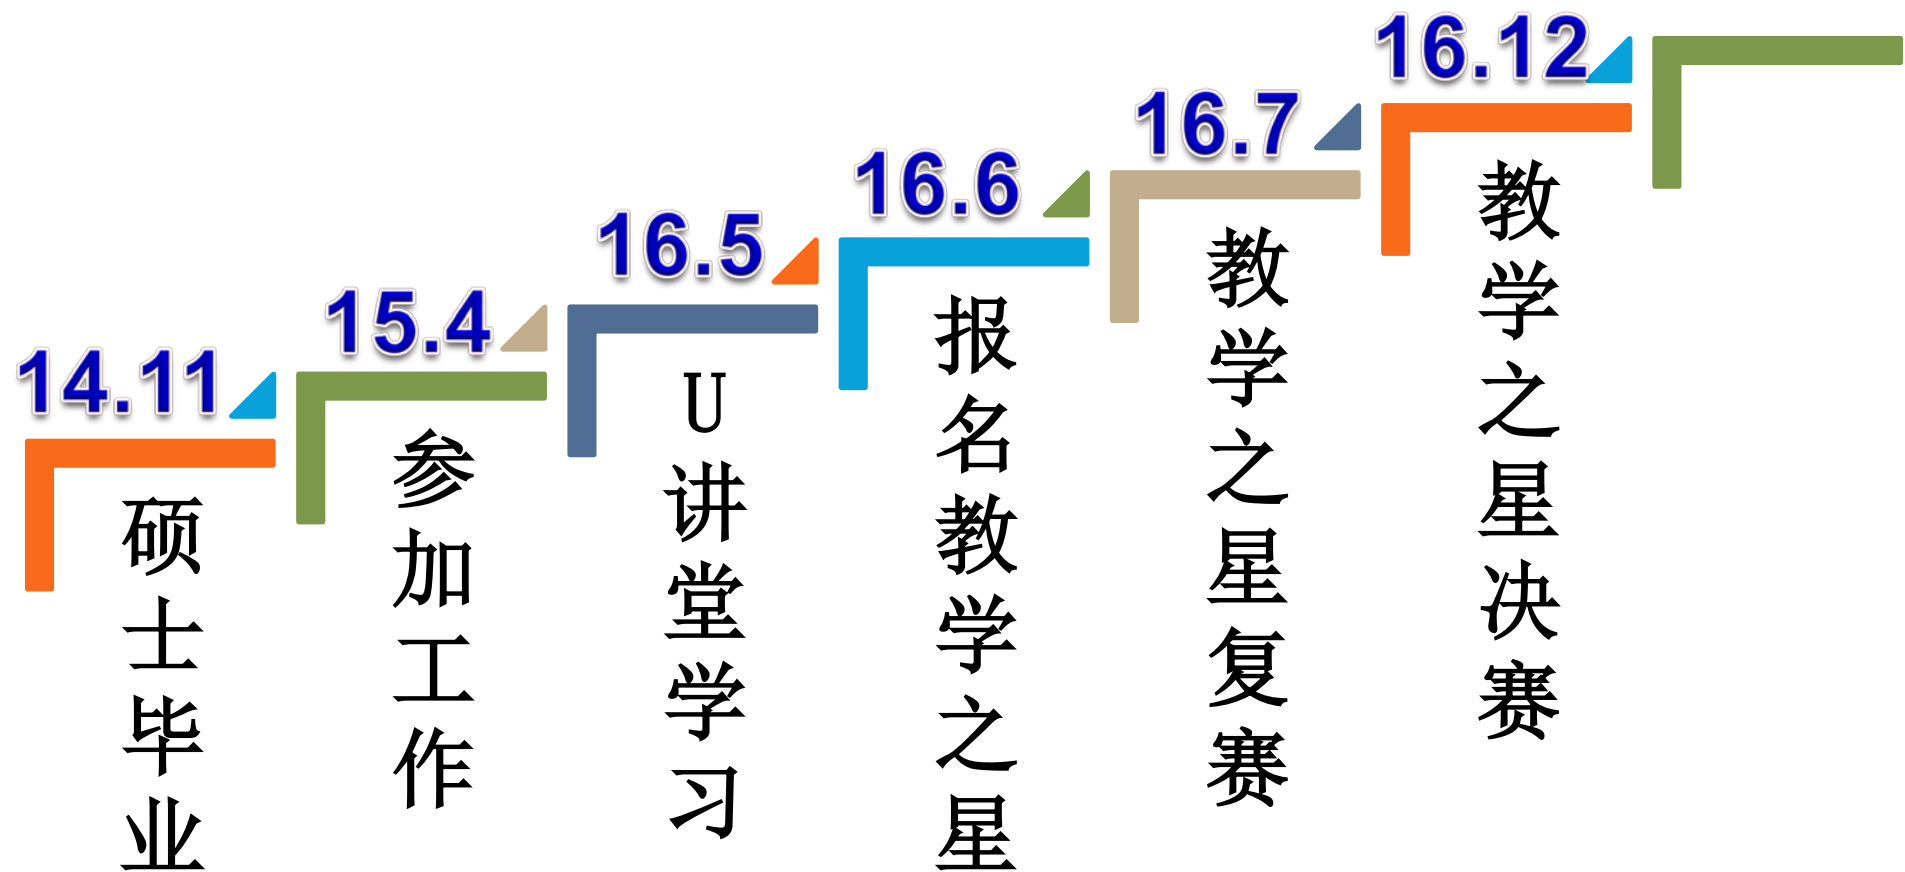 14.11
硕士毕业
15.4
参加工作
16.5
U讲堂学习
16.6
报名教学之星
16.7
教学之星复赛
16.12
教学之星决赛